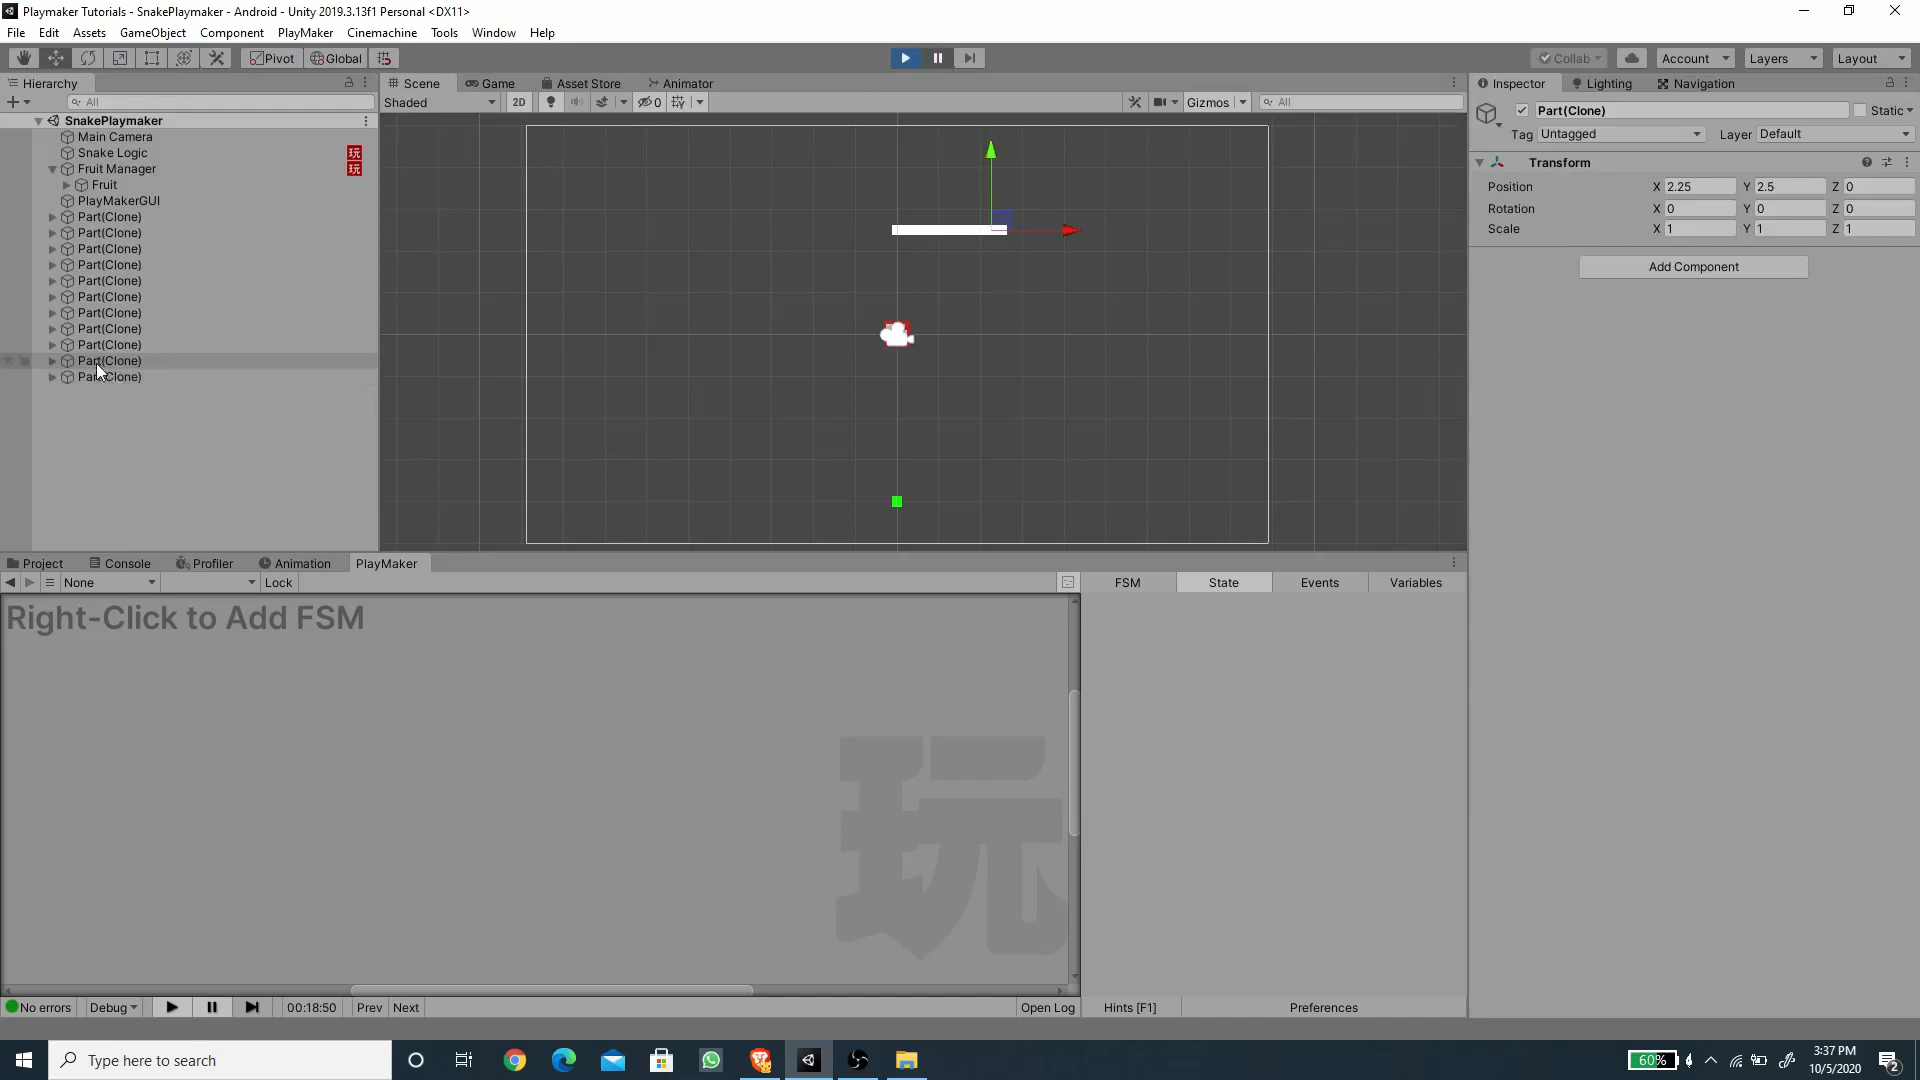 Playmaker Tutorials - SnakePlaymaker - Android - Unity 2019.3.13f1 Personal <DX11>
File Edit Assets GameObject Component PlayMaker Cinemachine Tools Window Help
Pivot Global Collab Account Layers Layout
Hierarchy Scene Game Asset Store Animator Inspector Lighting Navigation
All Shaded 2D 0 Gizmos All
SnakePlaymaker
Main Camera
Snake Logic 玩
Fruit Manager 玩
Fruit
PlayMakerGUI
Part(Clone)
Part(Clone)
Part(Clone)
Part(Clone)
Part(Clone)
Part(Clone)
Part(Clone)
Part(Clone)
Part(Clone)
Part(Clone)
Part(Clone)
Part(Clone) Static
Tag Untagged Layer Default
Transform
Position X 2.25 Y 2.5 Z 0
Rotation X 0 Y 0 Z 0
Scale X 1 Y 1 Z 1
Add Component
Project Console Profiler Animation PlayMaker
None Lock FSM State Events Variables
Right-Click to Add FSM
玩
No errors Debug 00:18:50 Prev Next Open Log Hints [F1] Preferences
Type here to search
60%
3:37 PM
10/5/2020
2